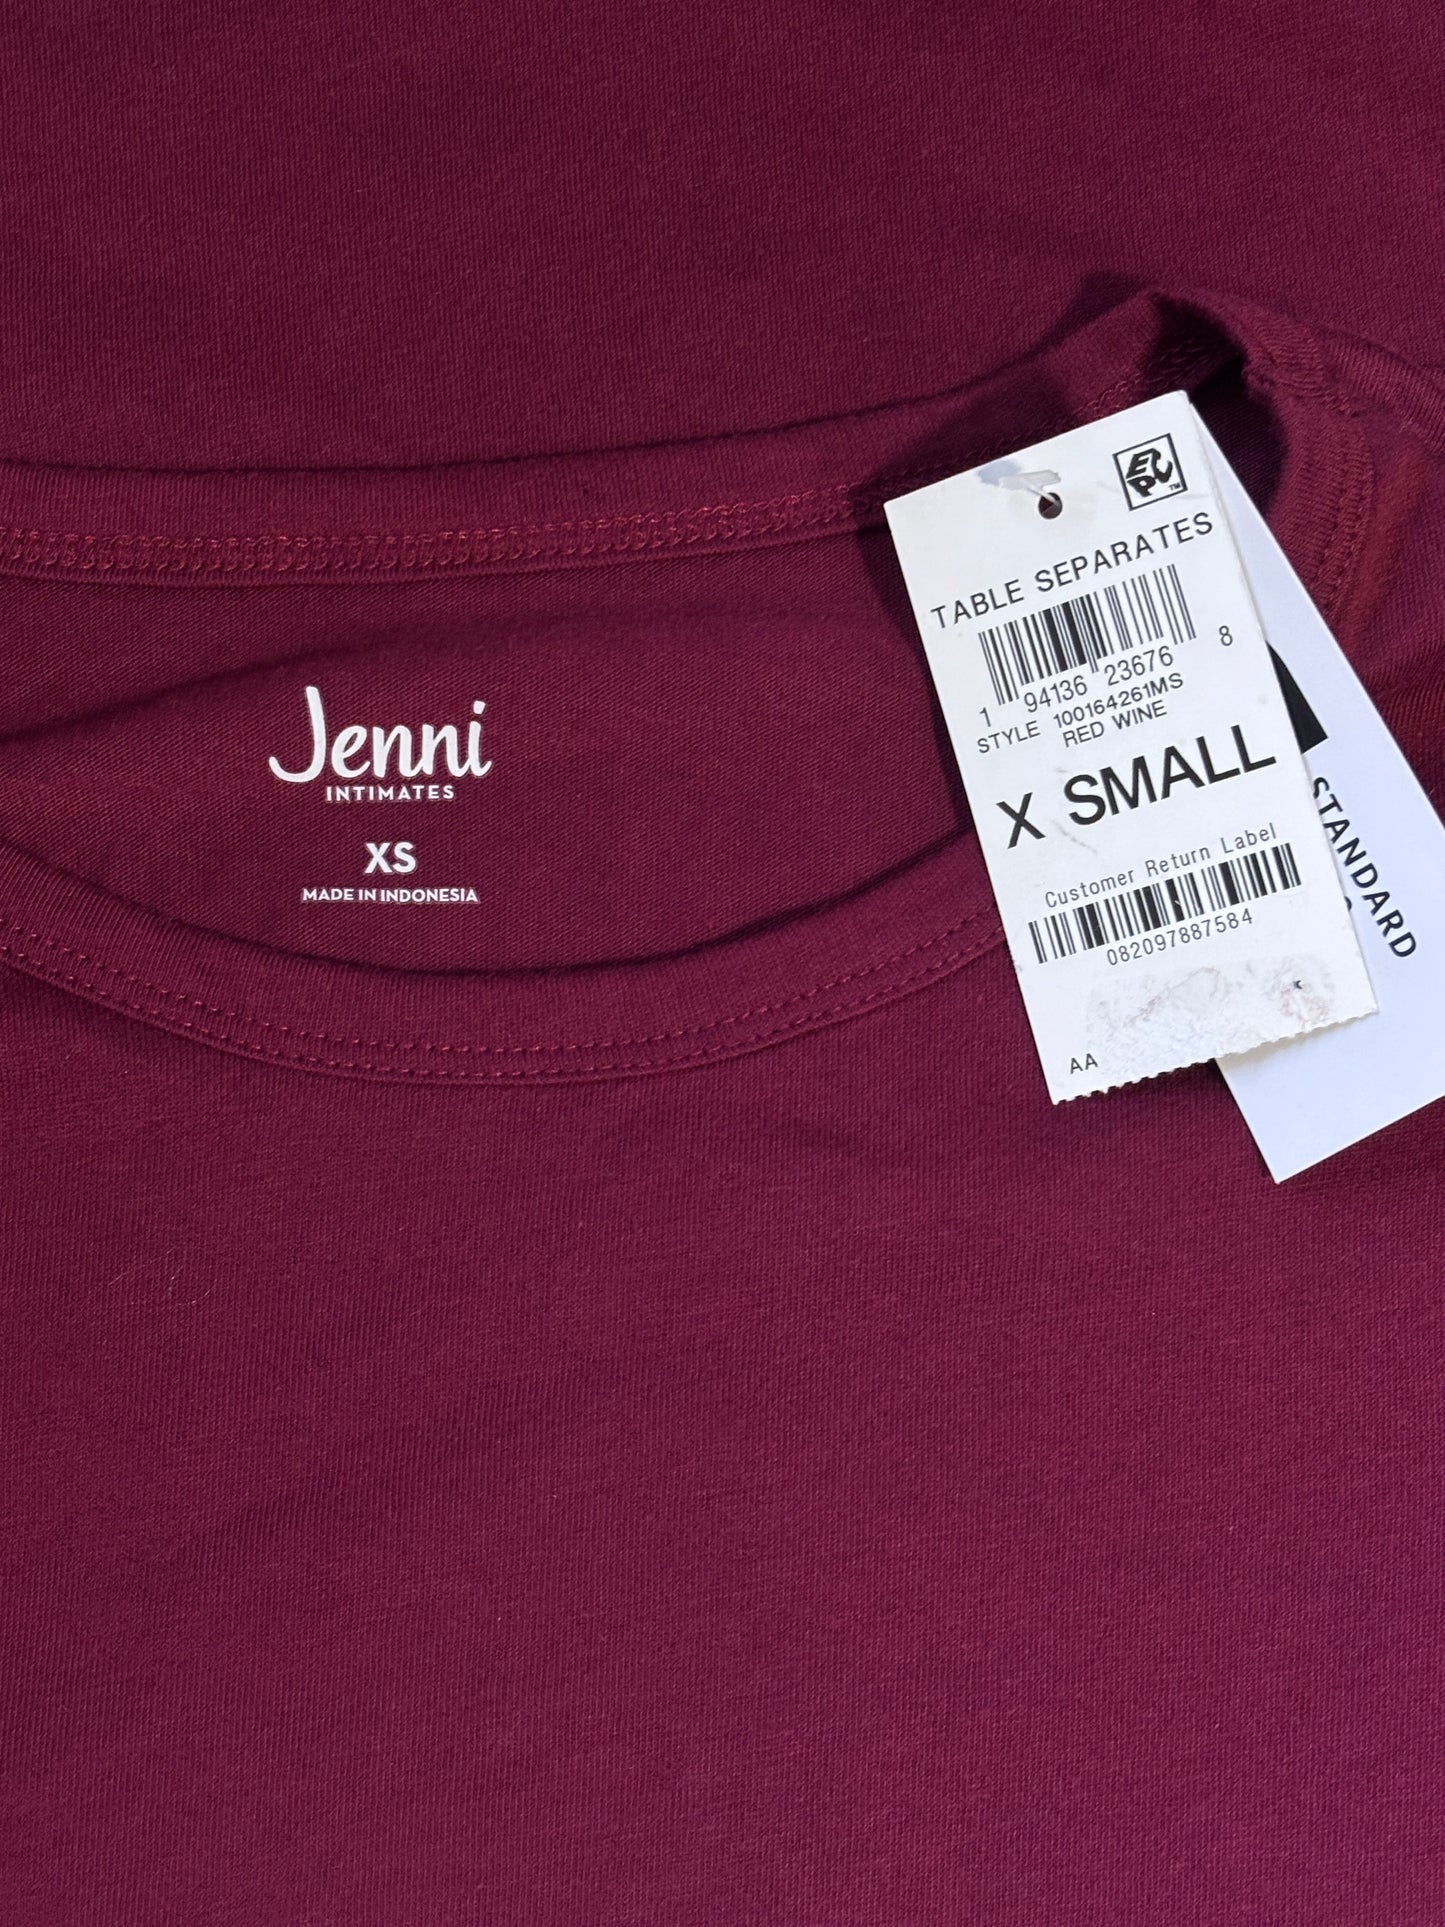 Jenni
INTIMATES
XS
MADE IN INDONESIA
EPC™
TABLE SEPARATES
1 94136 23676 8
STYLE 100164261MS
RED WINE
X SMALL
Customer Return Label
082097887584
AA
STANDARD